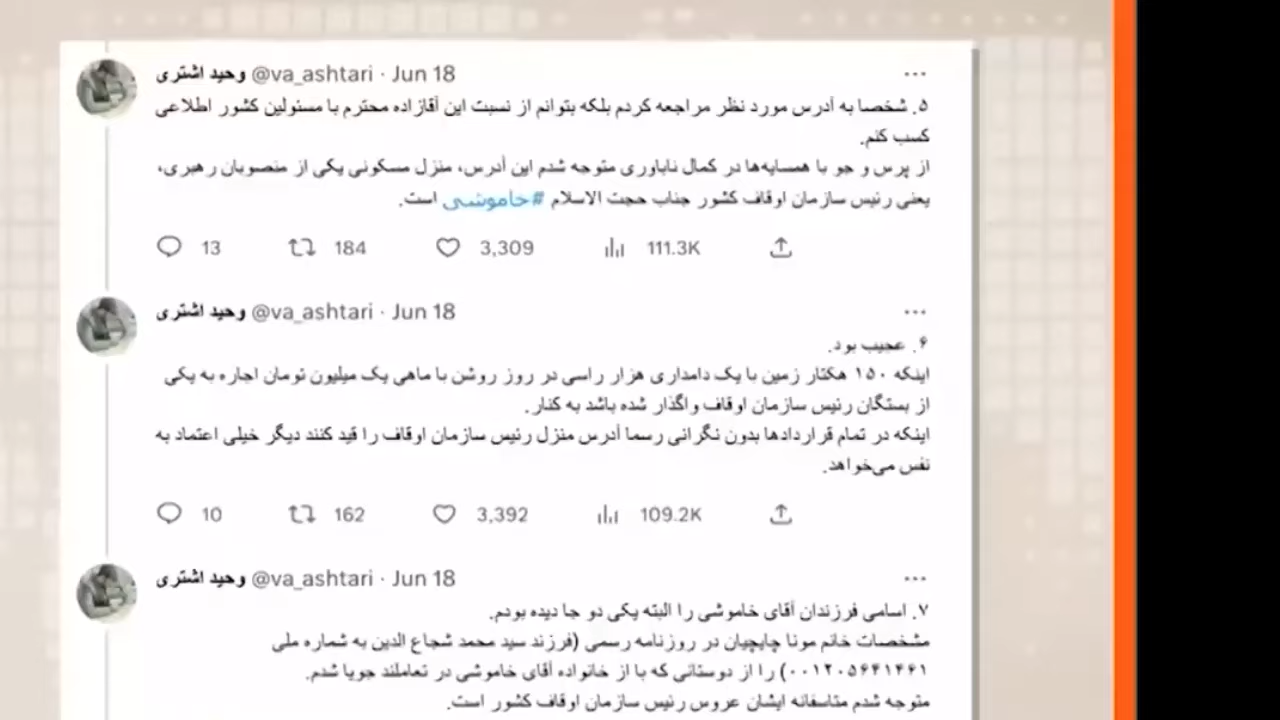 وحید اشتری @va_ashtari · Jun 18
۵. شخصا به آدرس مورد نظر مراجعه کردم بلکه بتوانم از نسبت این آقازاده محترم با مسئولین کشور اطلاعی
کسب کنم.
از پرس و جو با همسایه‌ها در کمال ناباوری متوجه شدم این آدرس، منزل مسکونی یکی از منصوبان رهبری،
یعنی رئیس سازمان اوقاف کشور جناب حجت الاسلام #خاموشی است.
13 184 3,309 111.3K
وحید اشتری @va_ashtari · Jun 18
۶. عجیب بود.
اینکه ۱۵۰ هکتار زمین با یک دامداری هزار راسی در روز روشن با ماهی یک میلیون تومان اجاره به یکی
از بستگان رئیس سازمان اوقاف واگذار شده باشد به کنار.
اینکه در تمام قراردادها بدون نگرانی رسما آدرس منزل رئیس سازمان اوقاف را قید کنند دیگر خیلی اعتماد به
نفس می‌خواهد.
10 162 3,392 109.2K
وحید اشتری @va_ashtari · Jun 18
۷. اسامی فرزندان آقای خاموشی را البته یکی دو جا دیده بودم.
مشخصات خانم مونا چایچیان در روزنامه رسمی (فرزند سید محمد شجاع الدین به شماره ملی
۰۰۱۲۰۵۶۴۱۴۶۱) را از دوستانی که با از خانواده آقای خاموشی در تعاملند جویا شدم.
متوجه شدم متاسفانه ایشان عروس رئیس سازمان اوقاف کشور است.